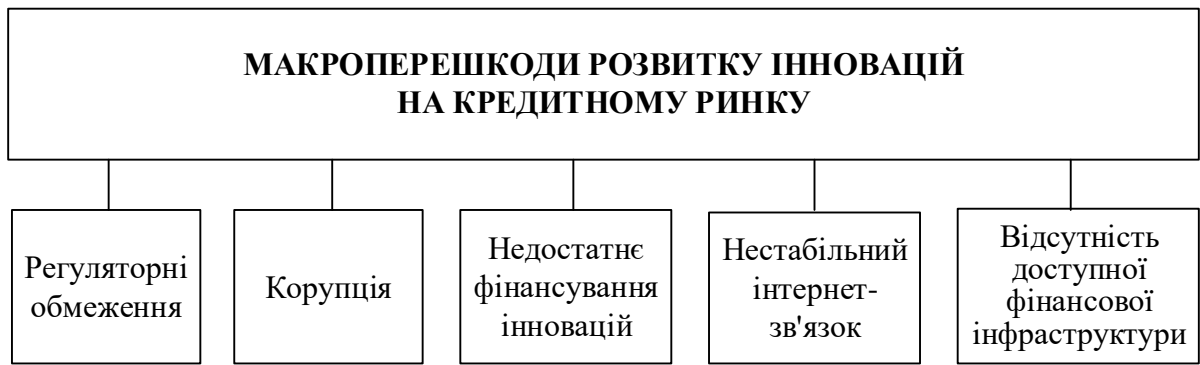 МАКРОПЕРЕШКОДИ РОЗВИТКУ ІННОВАЦІЙ
НА КРЕДИТНОМУ РИНКУ
Регуляторні
обмеження
Корупція
Недостатнє
фінансування
інновацій
Нестабільний
інтернет-
зв'язок
Відсутність
доступної
фінансової
інфраструктури